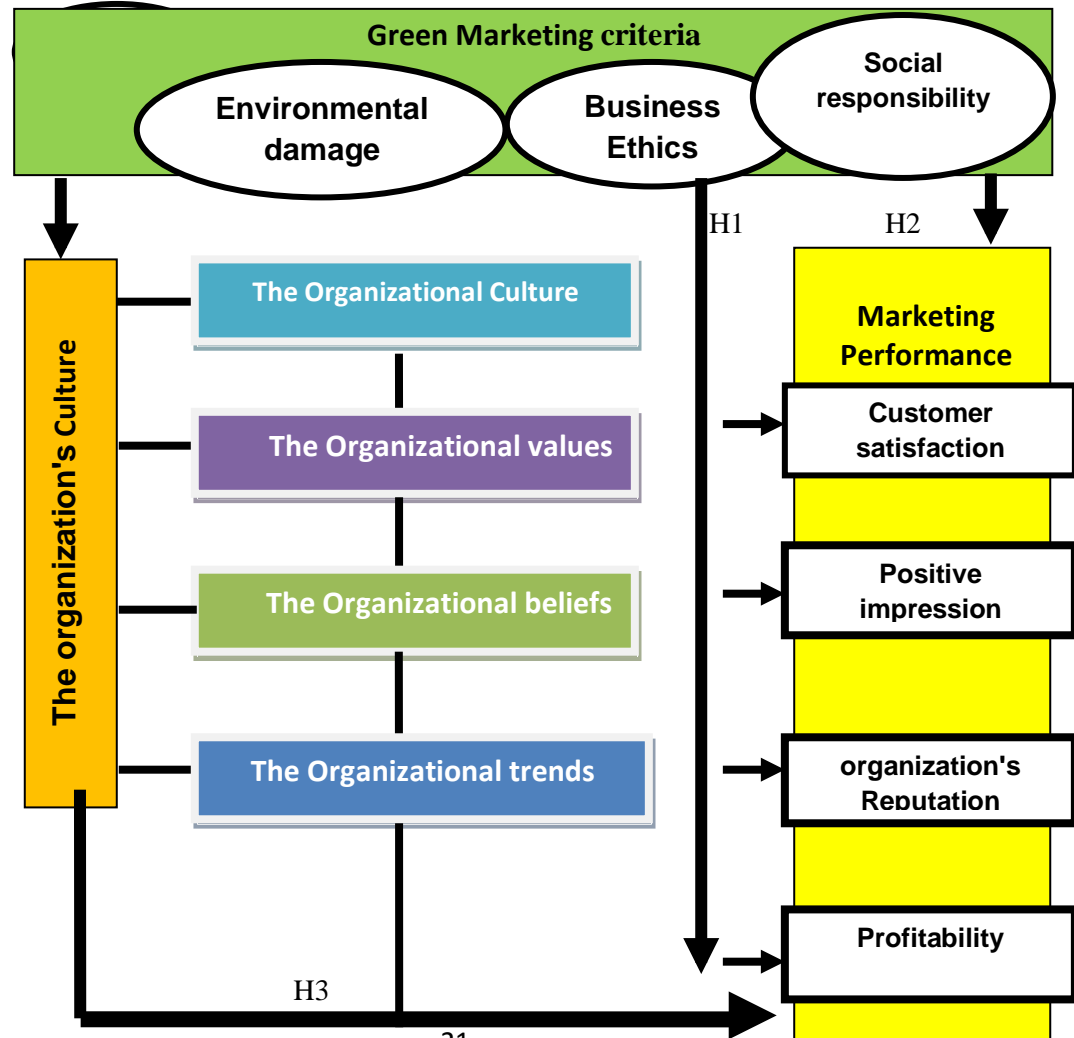 Green Marketing criteria
Environmental
damage
Business
Ethics
Social
responsibility
H1
H2
The organization's Culture
The Organizational Culture
The Organizational values
The Organizational beliefs
The Organizational trends
Marketing
Performance
Customer
satisfaction
Positive
impression
organization's
Reputation
Profitability
H3